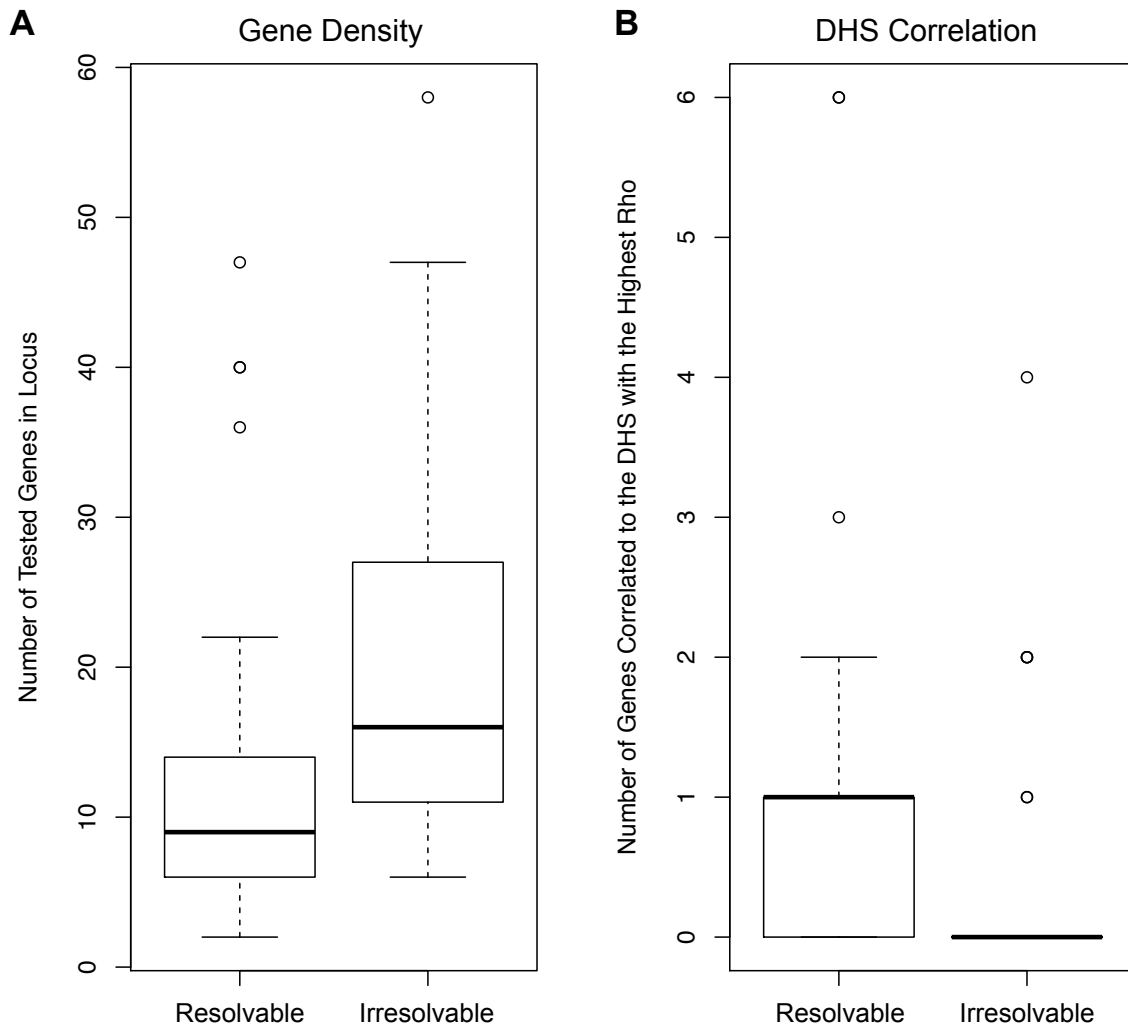 A
Gene Density
Number of Tested Genes in Locus
60
50
40
30
20
10
0
Resolvable
Irresolvable
B
DHS Correlation
Number of Genes Correlated to the DHS with the Highest Rho
6
5
4
3
2
1
0
Resolvable
Irresolvable